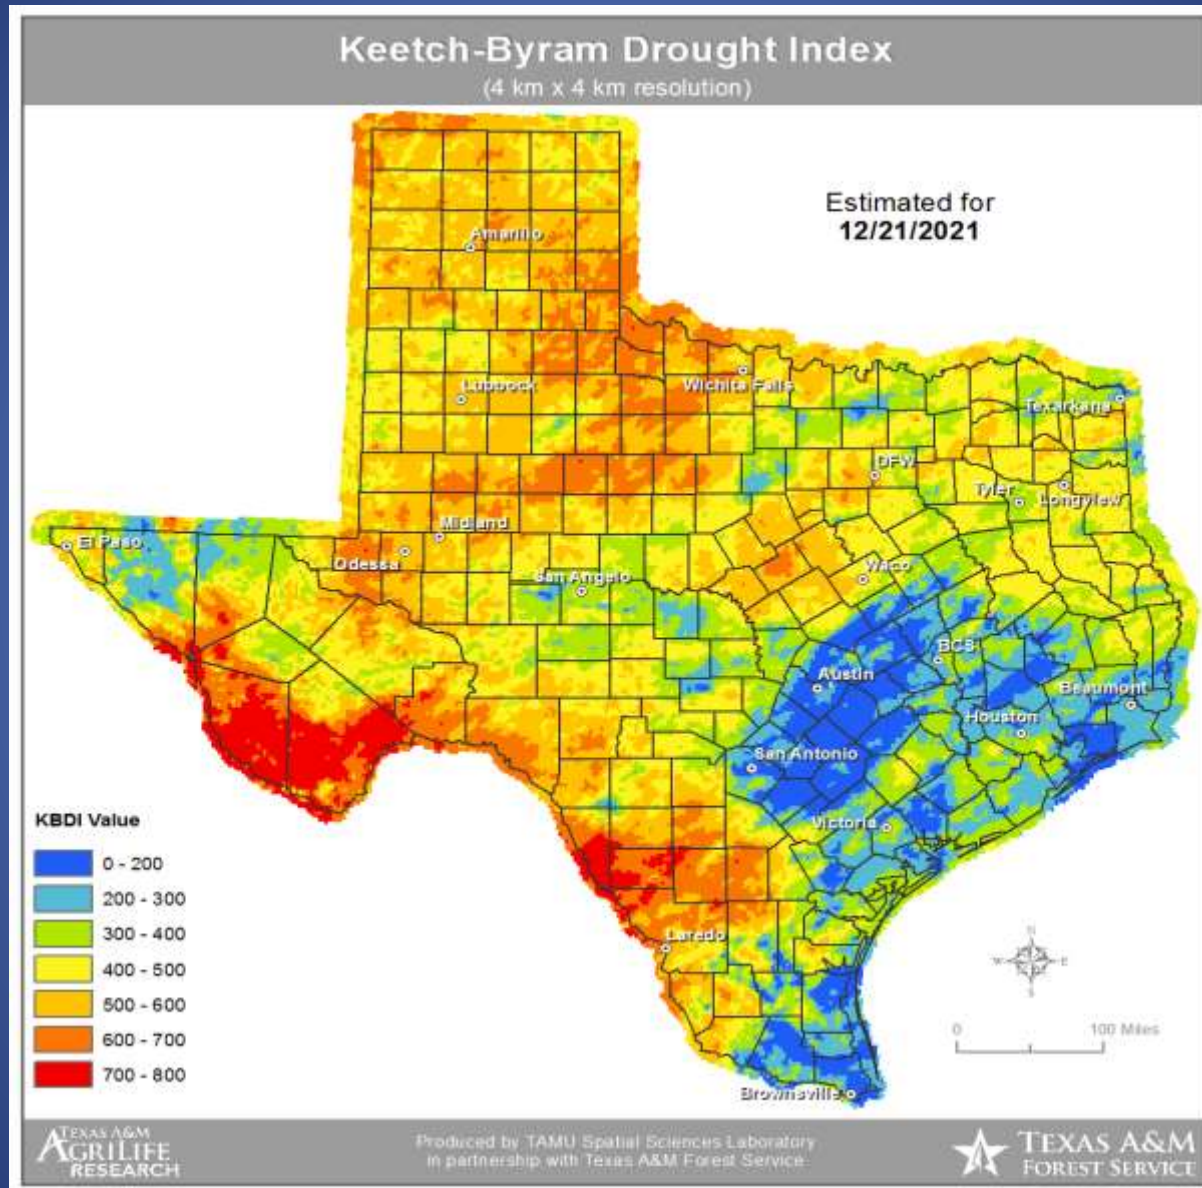 Keetch-Byram Drought Index
(4 km x 4 km resolution)
Estimated for
12/21/2021
Amarillo
Lubbock
Wichita Falls
Texarkana
DFW
Tyler
Longview
Midland
El Paso
Odessa
San Angelo
Waco
BCS
Austin
Beaumont
Houston
San Antonio
Victoria
Laredo
Brownsville
KBDI Value
0 - 200
200 - 300
300 - 400
400 - 500
500 - 600
600 - 700
700 - 800
N
W E
S
0 100 Miles
TEXAS A&M
AGRILIFE
RESEARCH
Produced by TAMU Spatial Sciences Laboratory
in partnership with Texas A&M Forest Service
TEXAS A&M
FOREST SERVICE